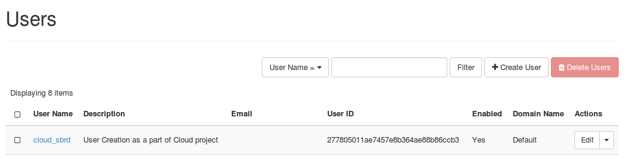 Users
User Name = Filter + Create User Delete Users
Displaying 8 items
User Name Description Email User ID Enabled Domain Name Actions
cloud_sbrd User Creation as a part of Cloud project 277805011ae7457e8b364ae88b86ccb3 Yes Default Edit